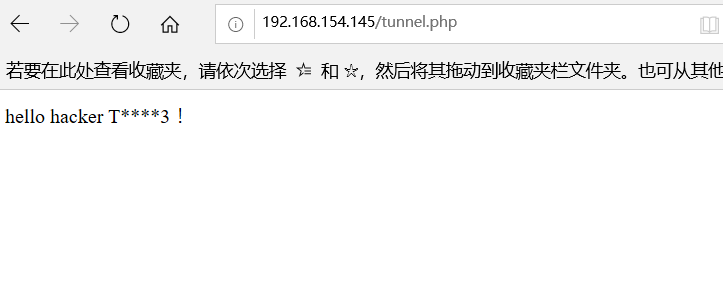 192.168.154.145/tunnel.php
若要在此处查看收藏夹，请依次选择 和 ，然后将其拖动到收藏夹栏文件夹。也可从其他
hello hacker T****3 !